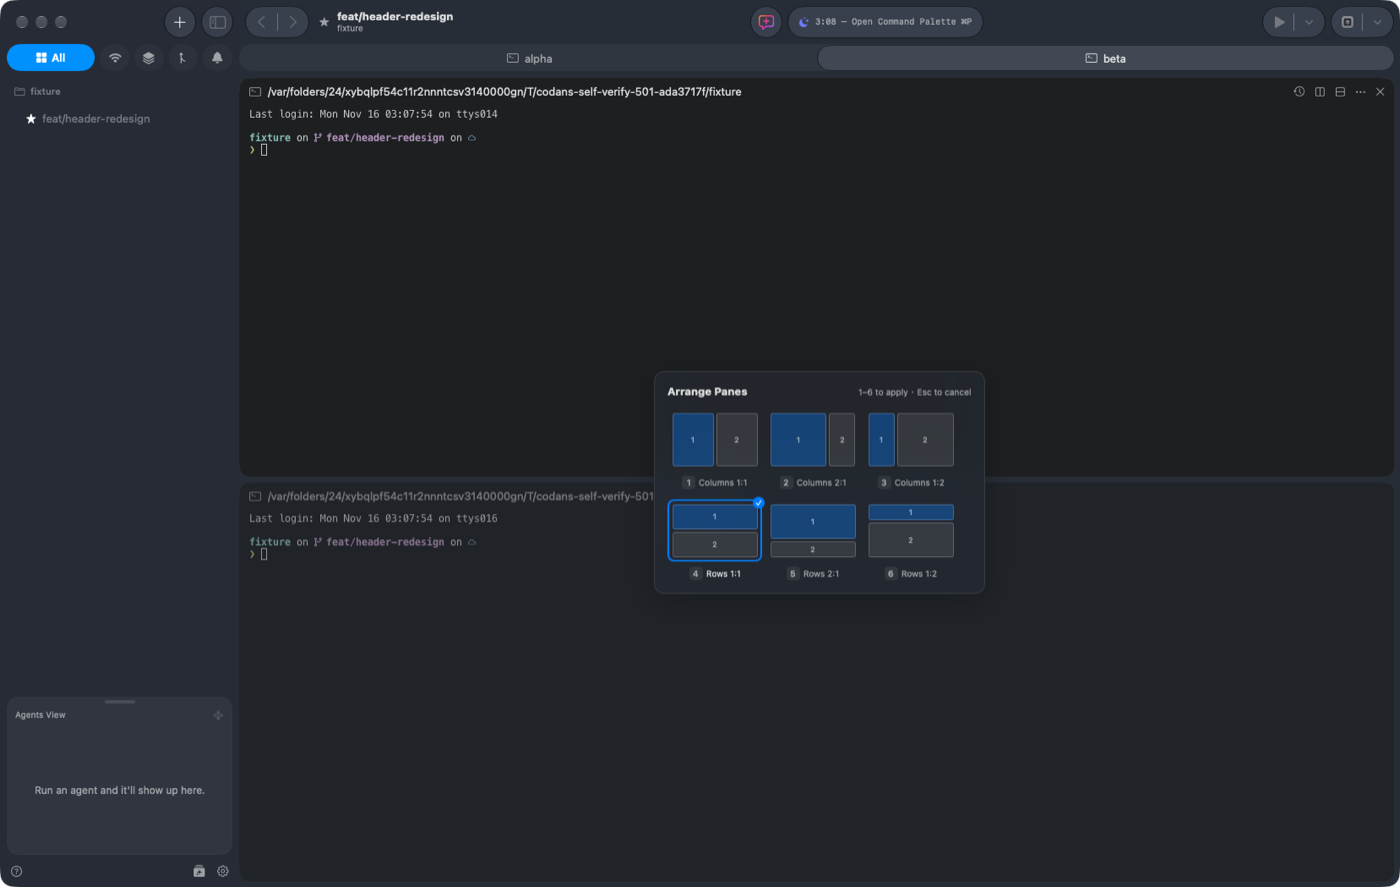 feat/header-redesign
fixture
3:08 — Open Command Palette ⌘P
All
alpha
beta
fixture
feat/header-redesign
/var/folders/24/xybqlpf54c11r2nnntcsv3140000gn/T/codans-self-verify-501-ada3717f/fixture
Last login: Mon Nov 16 03:07:54 on ttys014
fixture on feat/header-redesign on
❯
/var/folders/24/xybqlpf54c11r2nnntcsv3140000gn/T/codans-self-verify-501
Last login: Mon Nov 16 03:07:54 on ttys016
fixture on feat/header-redesign on
❯
Arrange Panes
1–6 to apply · Esc to cancel
1 2
1 2
1 2
1 Columns 1:1
2 Columns 2:1
3 Columns 1:2
1
2
1
2
1
2
4 Rows 1:1
5 Rows 2:1
6 Rows 1:2
Agents View
Run an agent and it'll show up here.